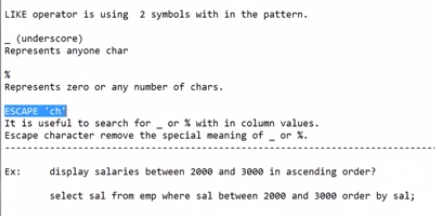 LIKE operator is using  2 symbols with in the pattern.
_ (underscore)
Represents anyone char
%
Represents zero or any number of chars.
ESCAPE 'ch'
It is useful to search for _ or % with in column values.
Escape character remove the special meaning of _ or %.
--------------------------------------------------------------------------------
Ex:     display salaries between 2000 and 3000 in ascending order?
select sal from emp where sal between 2000 and 3000 order by sal;